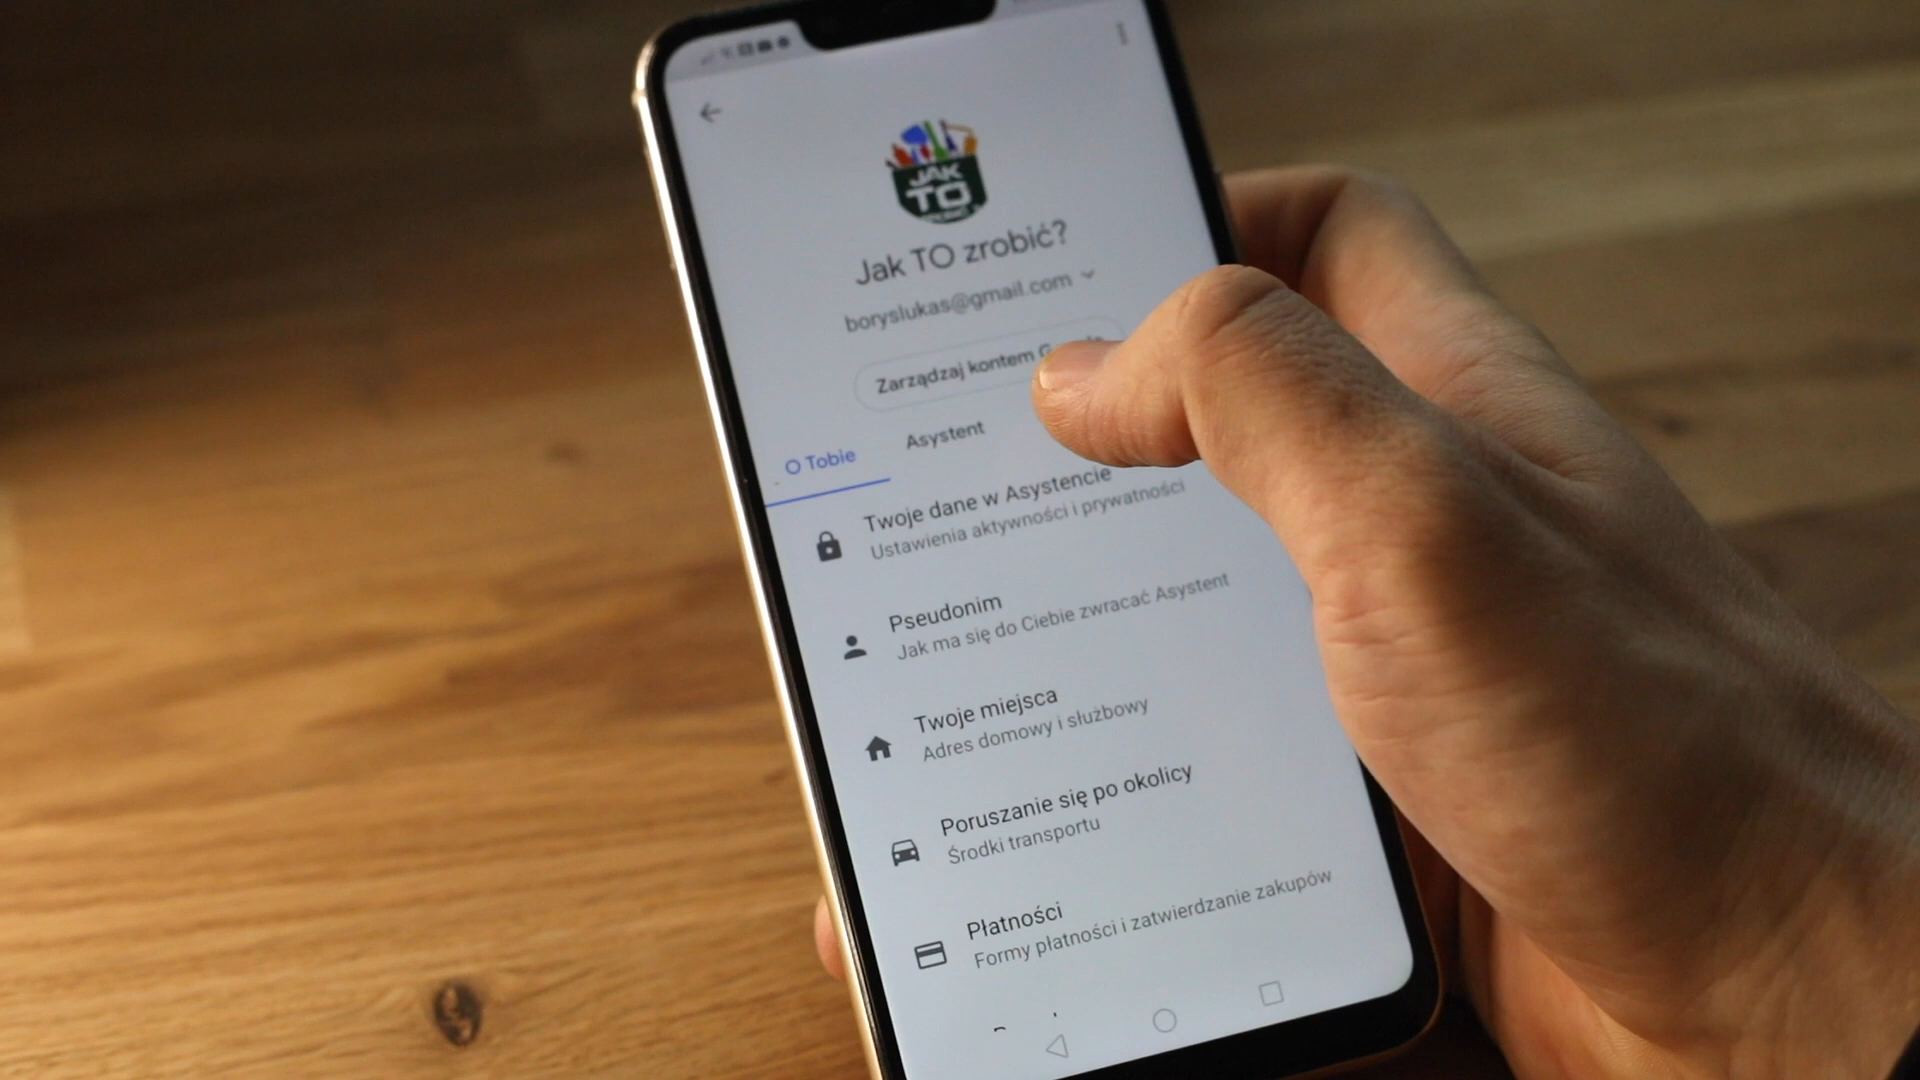 JAK
TO
Jak TO zrobić?
boryslukas@gmail.com
Zarządzaj kontem
O Tobie
Asystent
Twoje dane w Asystencie
Ustawienia aktywności i prywatności
Pseudonim
Jak ma się do Ciebie zwracać Asystent
Twoje miejsca
Adres domowy i służbowy
Poruszanie się po okolicy
Środki transportu
Płatności
Formy płatności i zatwierdzanie zakupów